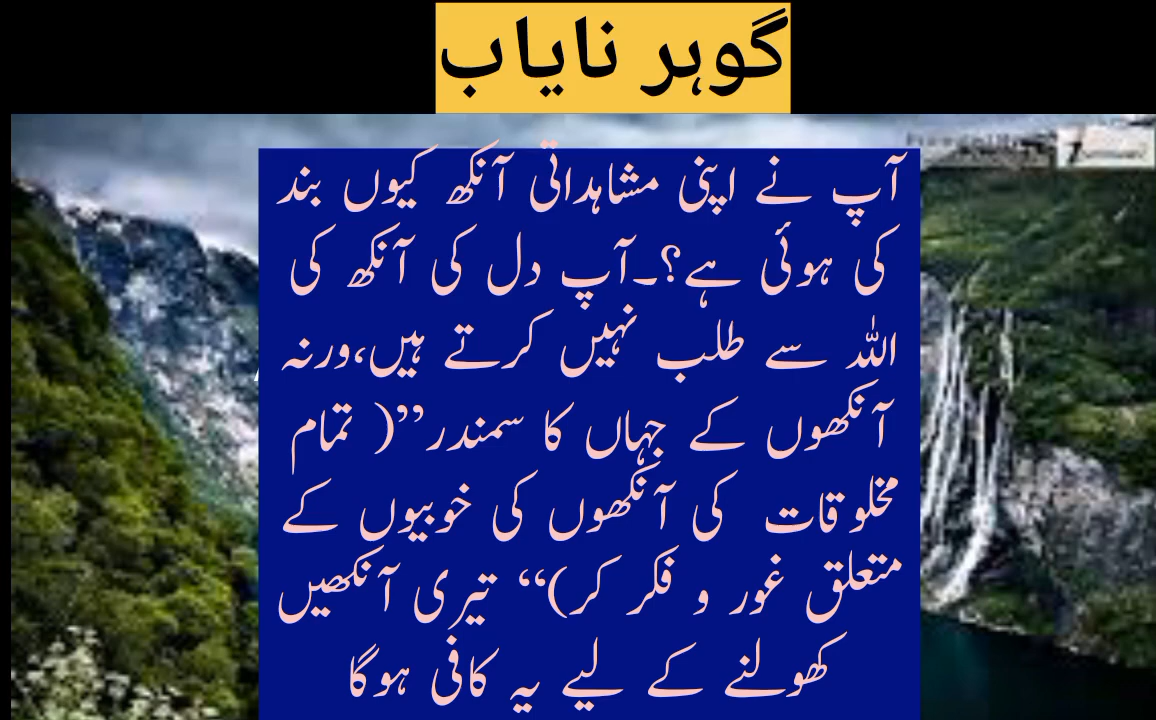 گوہر نایاب
آپ نے اپنی مشاہداتی آنکھ کیوں بند
کی ہوئی ہے؟۔آپ دل کی آنکھ کی
اللہ سے طلب نہیں کرتے ہیں،ورنہ
آنکھوں کے جہاں کا سمندر”( تمام
مخلوقات کی آنکھوں کی خوبیوں کے
متعلق غور و فکر کر)“ تیری آنکھیں
کھولنے کے لیے یہ کافی ہوگا